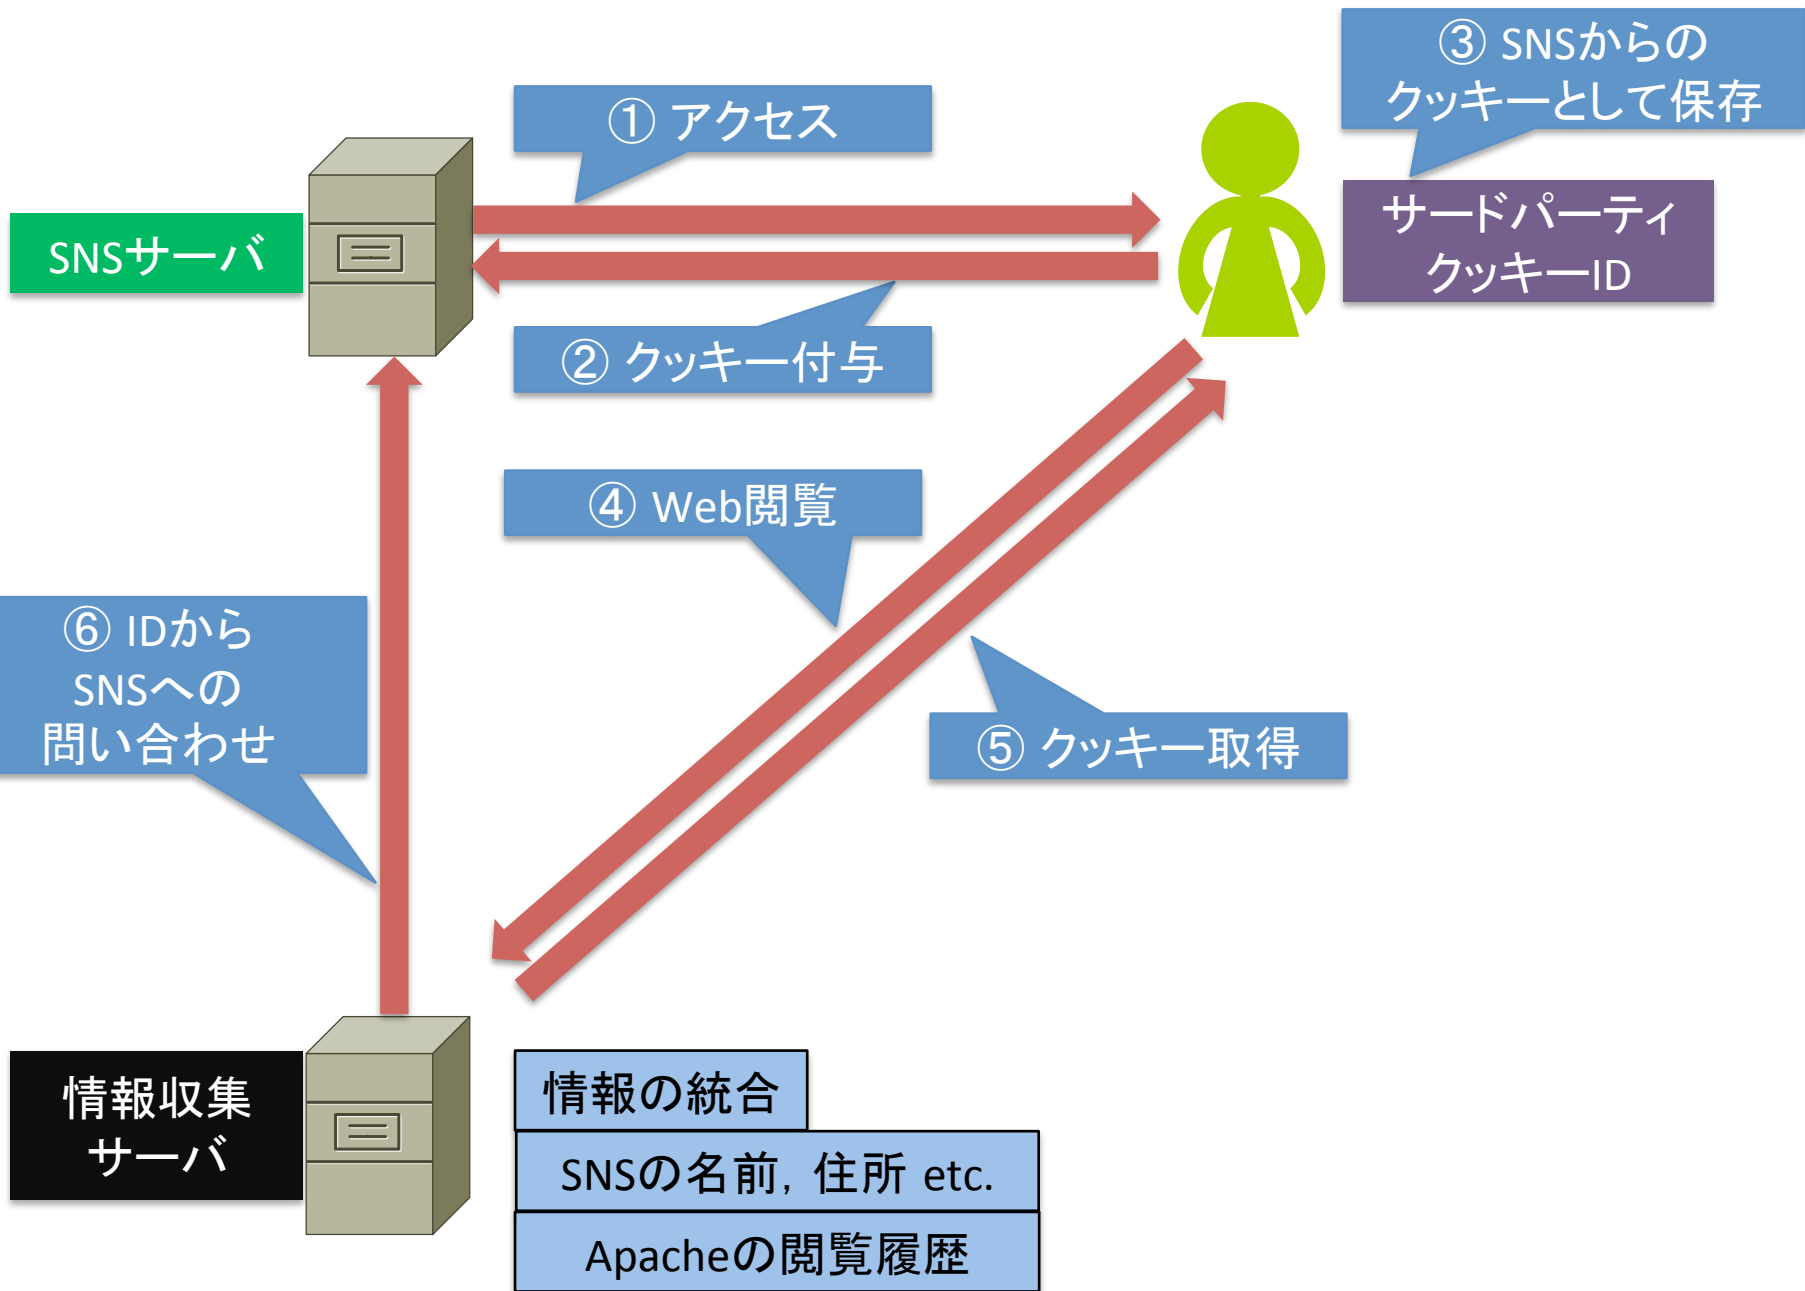 ① アクセス
③ SNSからの
クッキーとして保存
SNSサーバ
サードパーティ
クッキーID
② クッキー付与
④ Web閲覧
⑥ IDから
SNSへの
問い合わせ
⑤ クッキー取得
情報収集
サーバ
情報の統合
SNSの名前，住所 etc.
Apacheの閲覧履歴